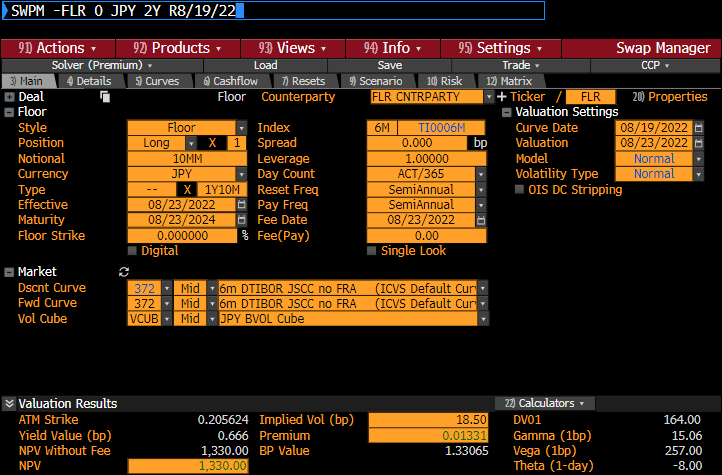 SWPM -FLR 0 JPY 2Y R8/19/22
91) Actions 92) Products 93) Views 94) Info 95) Settings Swap Manager
Solver (Premium) Load Save Trade CCP
3) Main 4) Details 5) Curves 6) Cashflow 7) Resets 9) Scenario 10) Risk 12) Matrix
Deal Floor Counterparty FLR CNTRPARTY Ticker / FLR 20) Properties
Floor Valuation Settings
Style Floor Index 6M TI0006M Curve Date 08/19/2022
Position Long X 1 Spread 0.000 bp Valuation 08/23/2022
Notional 10MM Leverage 1.00000 Model Normal
Currency JPY Day Count ACT/365 Volatility Type Normal
Type -- X 1Y10M Reset Freq SemiAnnual OIS DC Stripping
Effective 08/23/2022 Pay Freq SemiAnnual
Maturity 08/23/2024 Fee Date 08/23/2022
Floor Strike 0.000000 % Fee(Pay) 0.00
Digital Single Look
Market
Dscnt Curve 372 Mid 6m DTIBOR JSCC no FRA (ICVS Default Cur
Fwd Curve 372 Mid 6m DTIBOR JSCC no FRA (ICVS Default Cur
Vol Cube VCUB Mid JPY BVOL Cube
Valuation Results 22) Calculators
ATM Strike 0.205624 Implied Vol (bp) 18.50 DV01 164.00
Yield Value (bp) 0.666 Premium 0.01331 Gamma (1bp) 15.06
NPV Without Fee 1,330.00 BP Value 1.33065 Vega (1bp) 257.00
NPV 1,330.00 Theta (1-day) -8.00